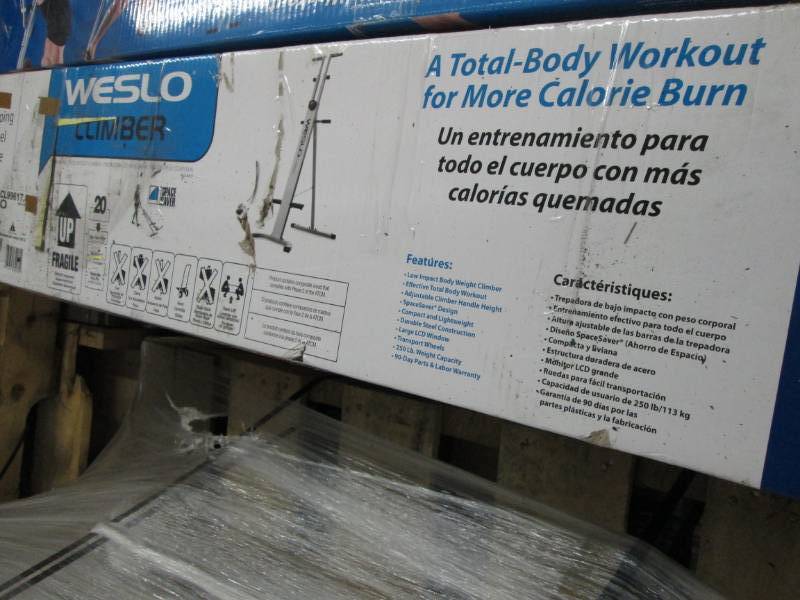 WESLO
CLIMBER
A Total-Body Workout
for More Calorie Burn
Un entrenamiento para
todo el cuerpo con más
calorías quemadas
SPACE
SAVER
UP
FRAGILE
20
Features:
• Low Impact Body Weight Climber
• Effective Total Body Workout
• Adjustable Climber Handle Height
• SpaceSaver® Design
• Compact and Lightweight
• Durable Steel Construction
• Large LCD Window
• Transport Wheels
• 250 Lb. Weight Capacity
• 90-Day Parts & Labor Warranty
Caractéristiques:
• Trepadora de bajo impacto con peso corporal
• Entrenamiento efectivo para todo el cuerpo
• Altura ajustable de las barras de la trepadora
• Diseño SpaceSaver® (Ahorro de Espacio)
• Compacta y liviana
• Estructura duradera de acero
• Monitor LCD grande
• Ruedas para fácil transportación
• Capacidad de usuario de 250 lb/113 kg
• Garantía de 90 días por las
partes plásticas y la fabricación